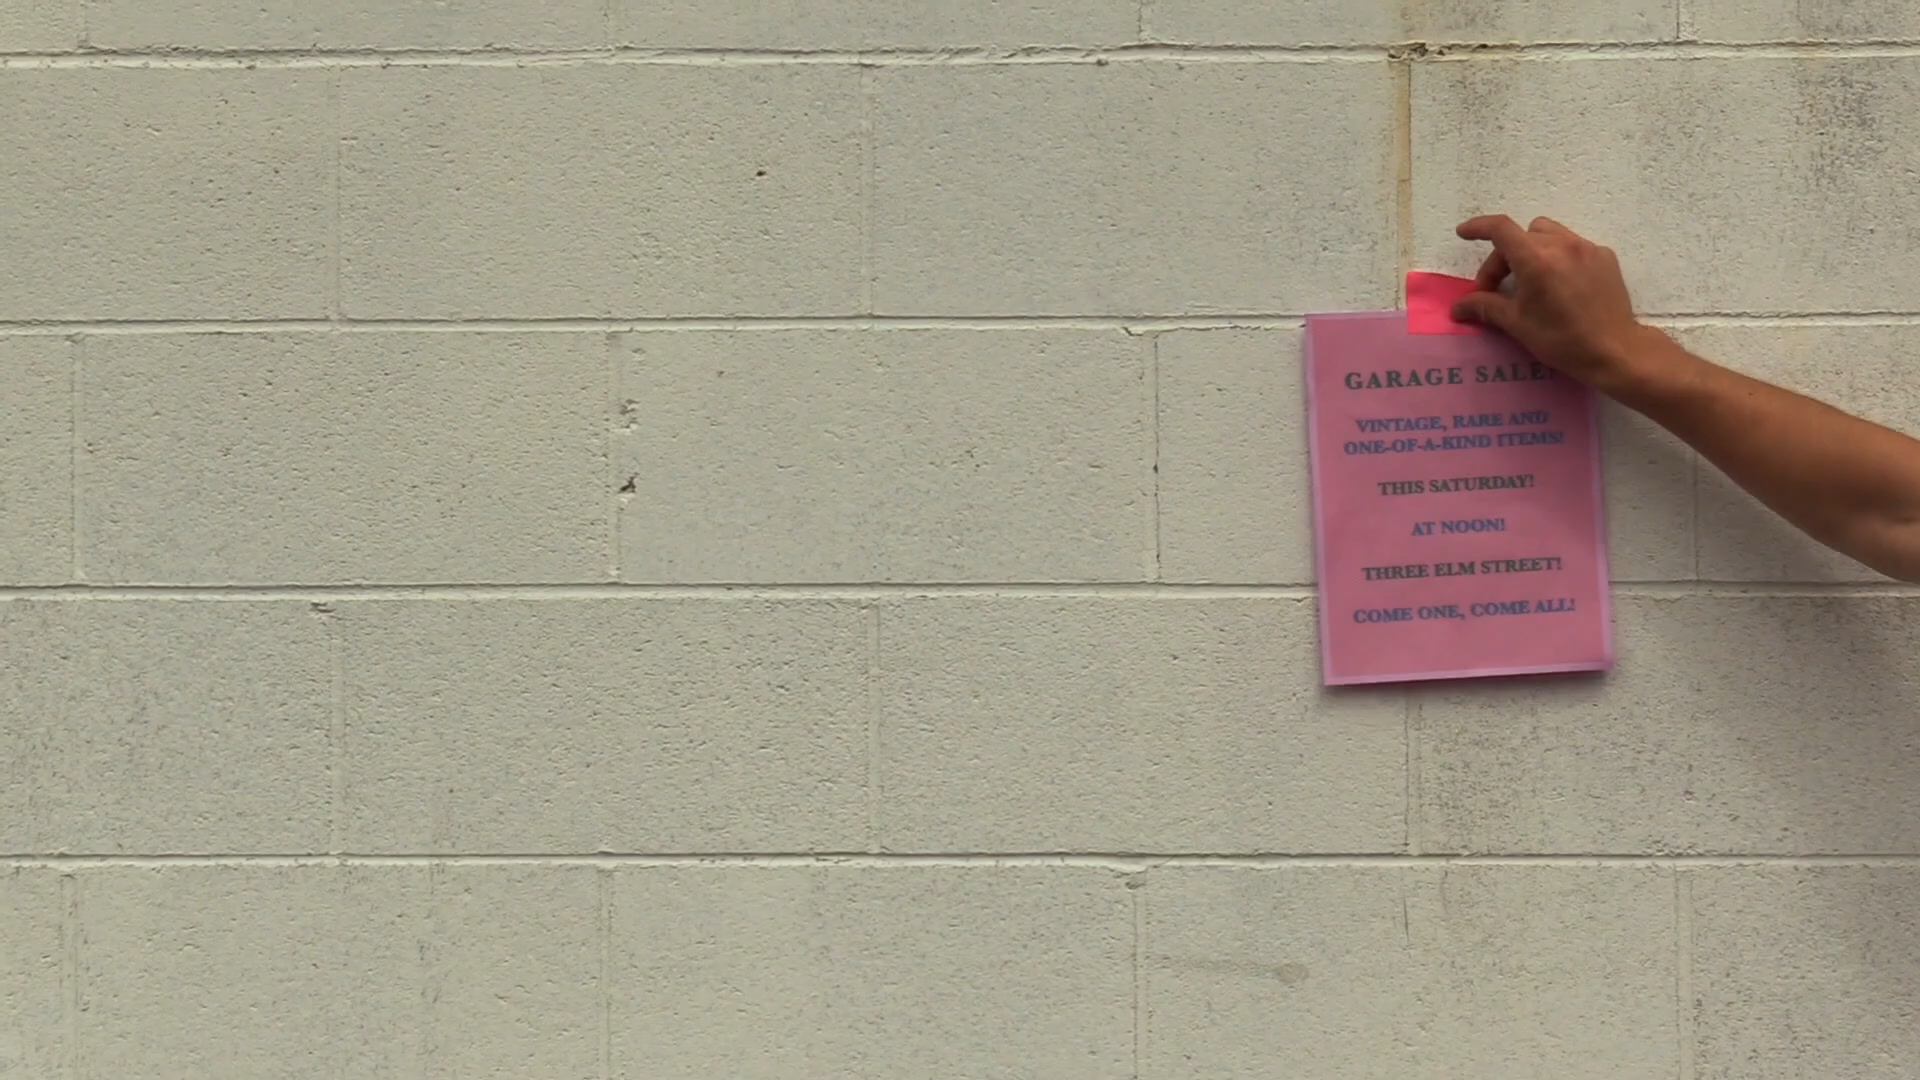 GARAGE SALE!
VINTAGE, RARE AND
ONE-OF-A-KIND ITEMS!
THIS SATURDAY!
AT NOON!
THREE ELM STREET!
COME ONE, COME ALL!